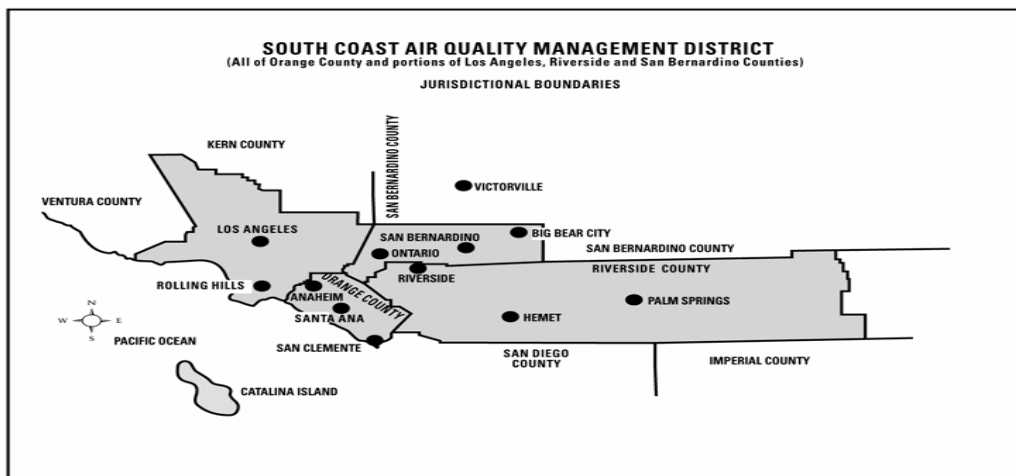 SOUTH COAST AIR QUALITY MANAGEMENT DISTRICT
(All of Orange County and portions of Los Angeles, Riverside and San Bernardino Counties)
JURISDICTIONAL BOUNDARIES
KERN COUNTY
SAN BERNARDINO COUNTY
VICTORVILLE
VENTURA COUNTY
LOS ANGELES
SAN BERNARDINO
BIG BEAR CITY
ONTARIO
SAN BERNARDINO COUNTY
RIVERSIDE
RIVERSIDE COUNTY
ROLLING HILLS
ANAHEIM
ORANGE COUNTY
PALM SPRINGS
SANTA ANA
HEMET
N
W E
S
PACIFIC OCEAN
SAN CLEMENTE
SAN DIEGO
COUNTY
IMPERIAL COUNTY
CATALINA ISLAND